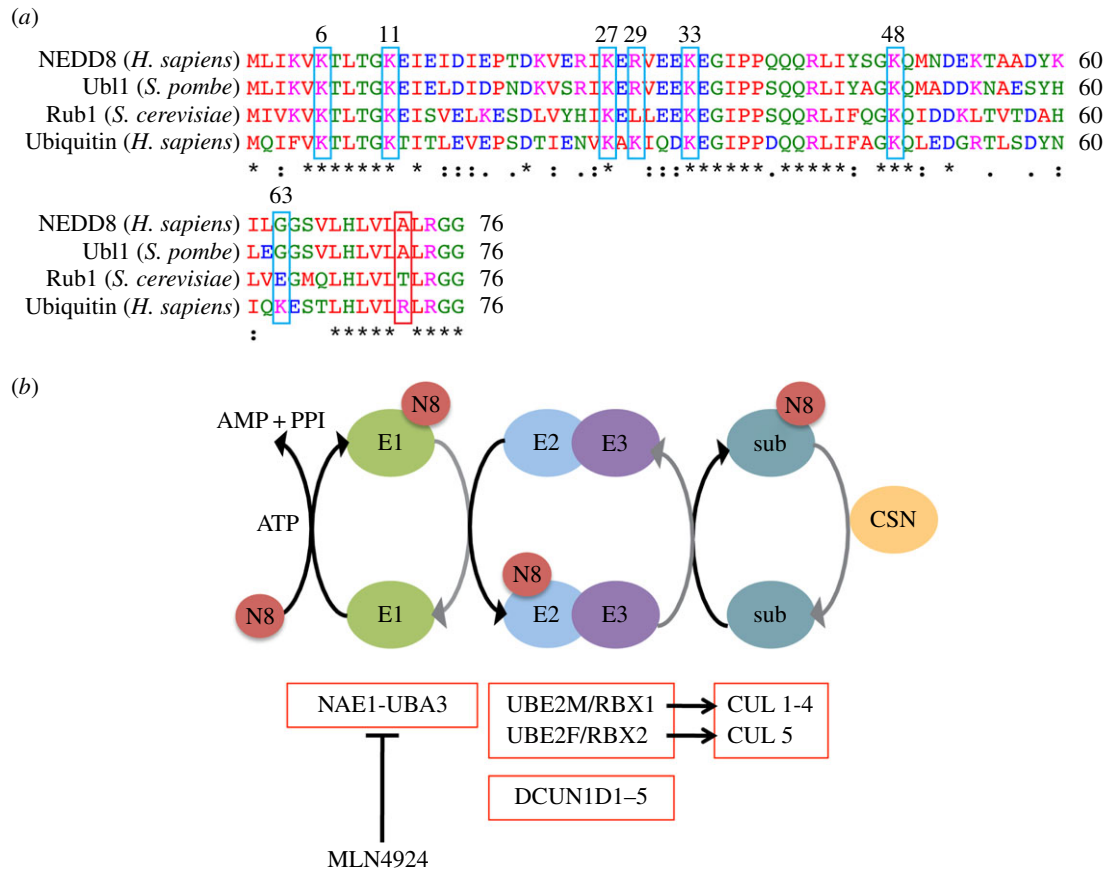 (a)
6 11 27 29 33 48
NEDD8 (H. sapiens) MLIKVKTLTGKEIEIDIEPTDKVERIKERVEEKEGIPPQQQRLIYSGKQMNDEKTAADYK 60
Ubl1 (S. pombe) MLIKVKTLTGKEIELDIDPNDKVSRIKERVEEKEGIPPSQQRLIYAGKQMADDKNAESYH 60
Rub1 (S. cerevisiae) MIVKVKTLTGKEISVELKESDLVYHIKELLEEKEGIPPSQQRLIFQGKQIDDKLTVTDAH 60
Ubiquitin (H. sapiens) MQIFVKTLTGKTITLEVEPSDTIENVKAKIQDKEGIPPDQQRLIFAGKQLEDGRTLSDYN 60
* : ******* * :::. .* : .:* :::.****** *****: ***: * . . :
63
NEDD8 (H. sapiens) ILGGSVLHLVLALRGG 76
Ubl1 (S. pombe) LEGGSVLHLVLALRGG 76
Rub1 (S. cerevisiae) LVEGMQLHLVLTLRGG 76
Ubiquitin (H. sapiens) IQKESTLHLVLRLRGG 76
: ***** ****
(b)
N8 N8
AMP + PPI E1 E2 E3 sub
ATP CSN
N8
N8 E1 E2 E3 sub
NAE1-UBA3 UBE2M/RBX1 CUL 1-4
UBE2F/RBX2 CUL 5
DCUN1D1–5
MLN4924